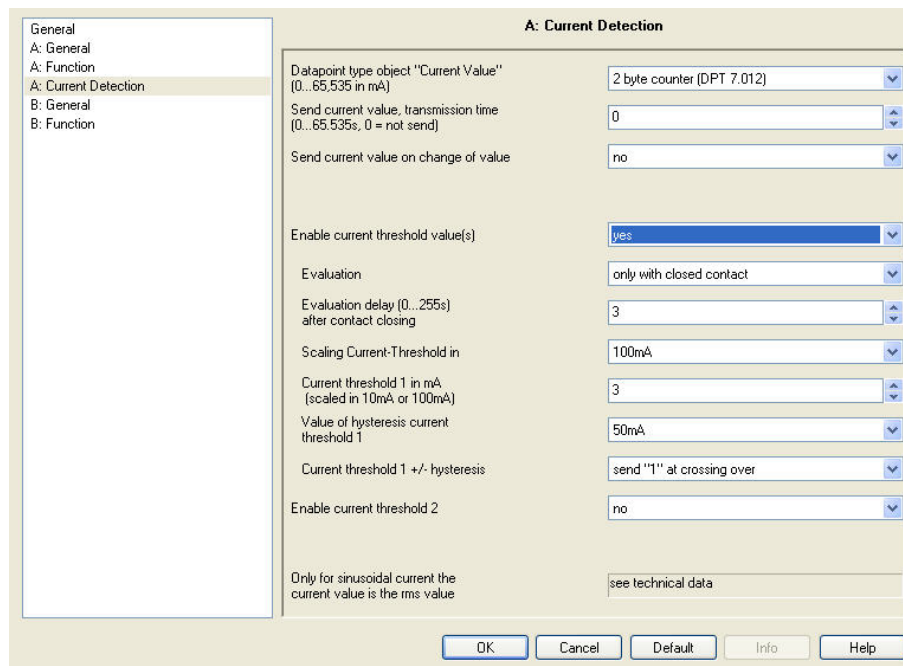 General
A: General
A: Function
A: Current Detection
B: General
B: Function
A: Current Detection
Datapoint type object "Current Value"
(0...65,535 in mA)
2 byte counter (DPT 7.012)
Send current value, transmission time
(0...65.535s, 0 = not send)
0
Send current value on change of value
no
Enable current threshold value(s)
yes
Evaluation
only with closed contact
Evaluation delay (0...255s)
after contact closing
3
Scaling Current-Threshold in
100mA
Current threshold 1 in mA
(scaled in 10mA or 100mA)
3
Value of hysteresis current
threshold 1
50mA
Current threshold 1 +/- hysteresis
send "1" at crossing over
Enable current threshold 2
no
Only for sinusoidal current the
current value is the rms value
see technical data
OK
Cancel
Default
Info
Help